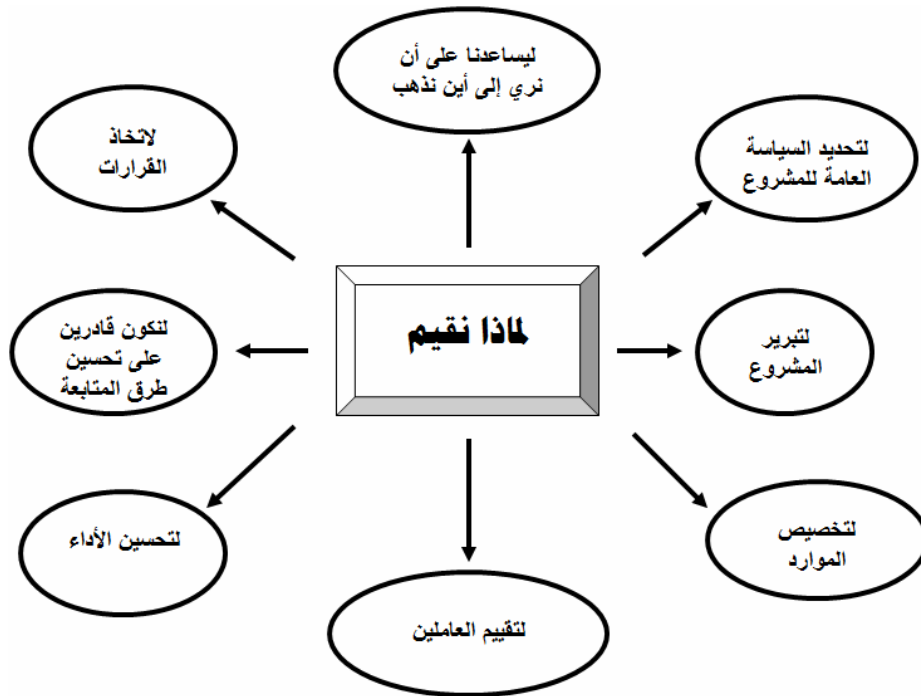 ليساعدنا على أن
نري إلى أين نذهب
لتحديد السياسة
العامة للمشروع
لاتخاذ
القرارات
لماذا نقيم
لتبرير
المشروع
لنكون قادرين
على تحسين
طرق المتابعة
لتخصيص
الموارد
لتحسين الأداء
لتقييم العاملين